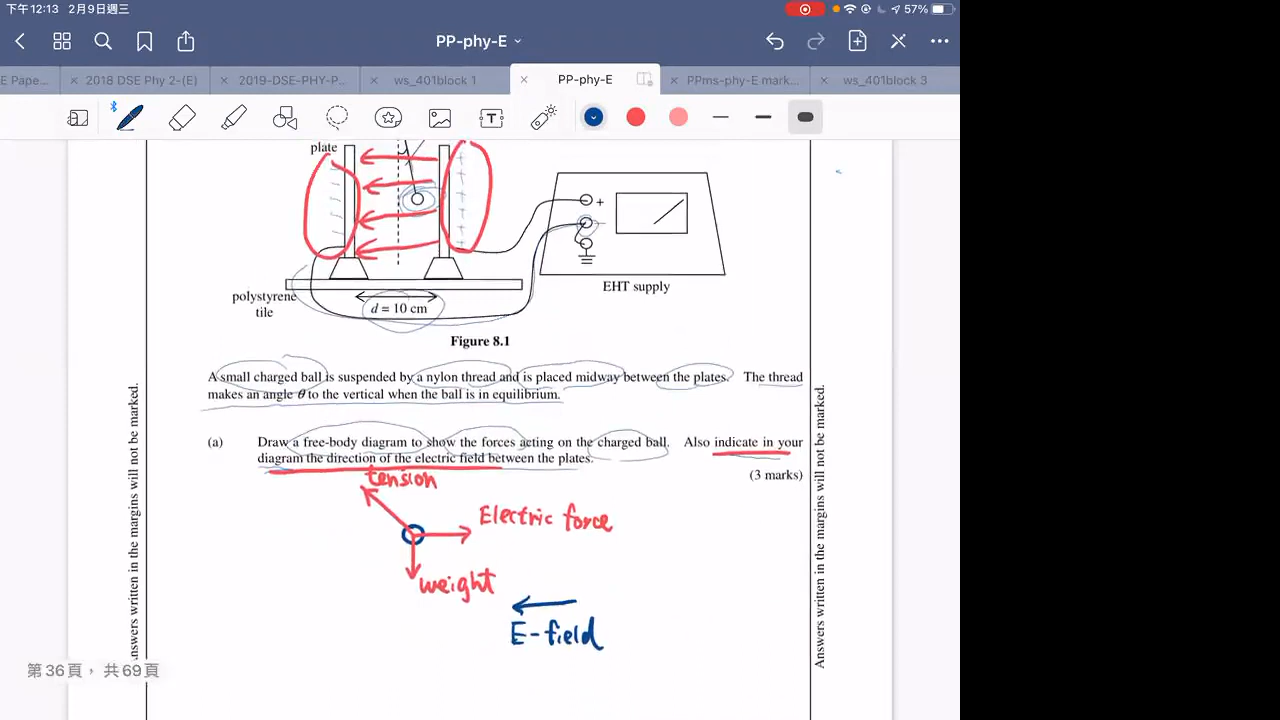 下午12:13 2月9日週三
57%
PP-phy-E
E Pape... 2018 DSE Phy 2-(E) 2019-DSE-PHY-P... ws_401block 1 PP-phy-E PPms-phy-E mark... ws_401block 3
plate
+
−
EHT supply
polystyrene
tile
d = 10 cm
Figure 8.1
A small charged ball is suspended by a nylon thread and is placed midway between the plates. The thread
makes an angle θ to the vertical when the ball is in equilibrium.
(a) Draw a free-body diagram to show the forces acting on the charged ball. Also indicate in your
diagram the direction of the electric field between the plates.
(3 marks)
tension
Electric force
weight
E-field
nswers written in the margins will not be marked.
Answers written in the margins will not be marked.
第36頁，共69頁